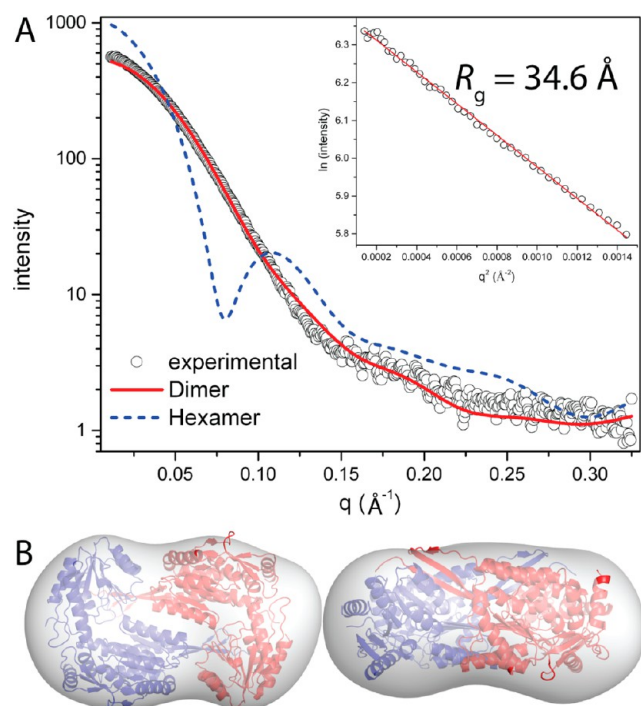 A
1000
100
10
1
intensity
experimental
Dimer
Hexamer
0.05 0.10 0.15 0.20 0.25 0.30
q (Å⁻¹)
Rg = 34.6 Å
6.3
6.2
6.1
6.0
5.9
5.8
ln (intensity)
0.0002 0.0004 0.0006 0.0008 0.0010 0.0012 0.0014
q² (Å⁻²)
B